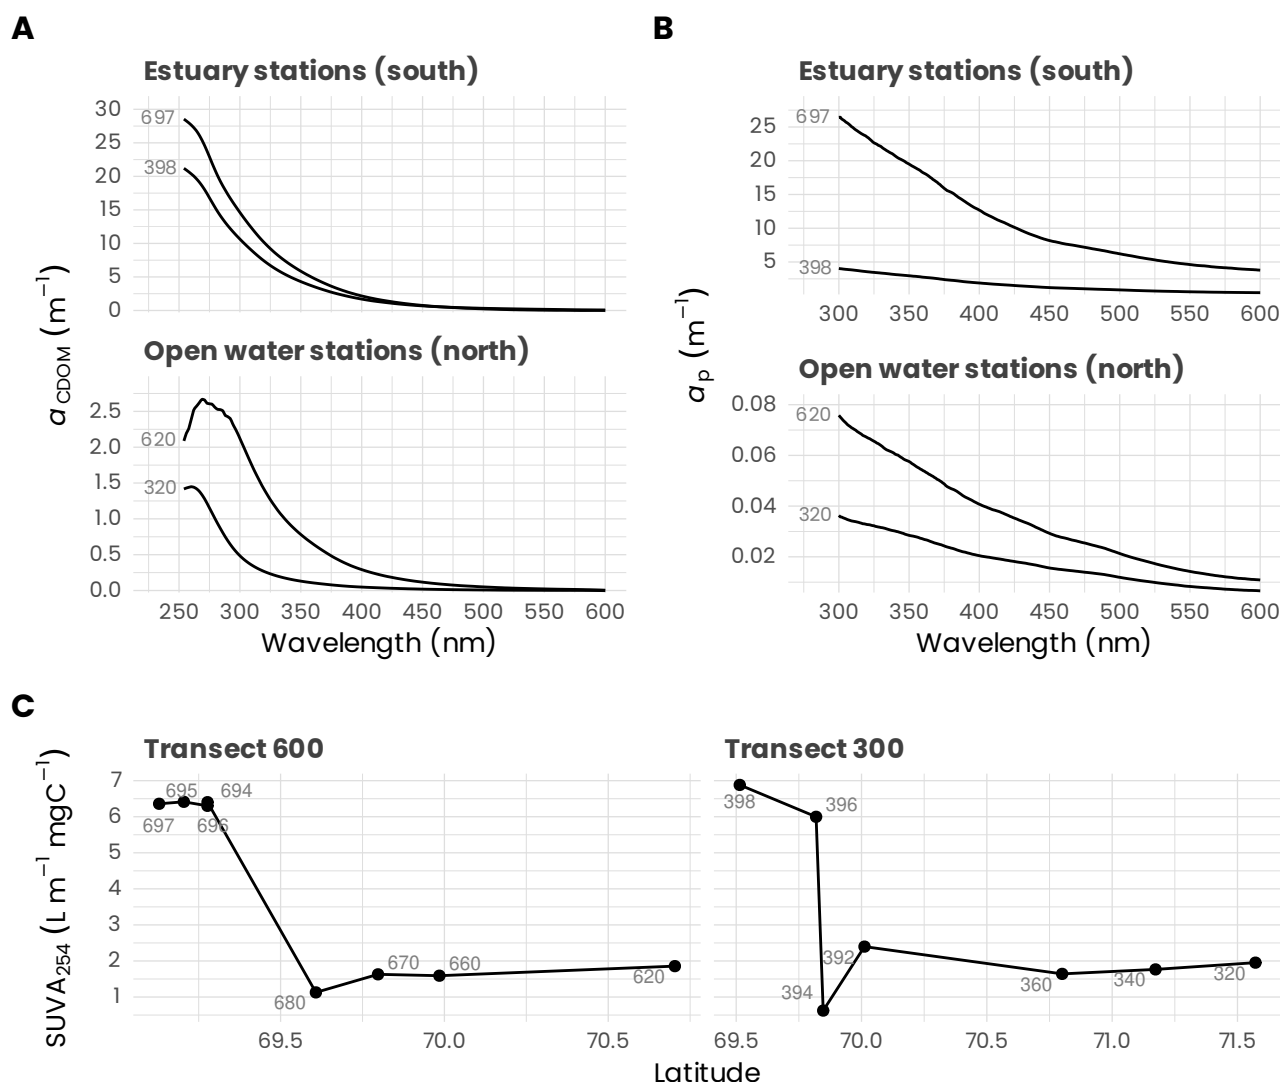 A
Estuary stations (south)
30
25
20
15
10
5
0
697
398
Open water stations (north)
2.5
2.0
1.5
1.0
0.5
0.0
620
320
250 300 350 400 450 500 550 600
Wavelength (nm)
a CDOM (m⁻¹)
B
Estuary stations (south)
25
20
15
10
5
697
398
300 350 400 450 500 550 600
Open water stations (north)
0.08
0.06
0.04
0.02
620
320
300 350 400 450 500 550 600
Wavelength (nm)
aₚ (m⁻¹)
C
Transect 600
7
6
5
4
3
2
1
695 694
697 696
670 660
680 620
69.5 70.0 70.5
Transect 300
398 396
392
394 360 340 320
69.5 70.0 70.5 71.0 71.5
Latitude
SUVA₂₅₄ (L m⁻¹ mgC⁻¹)